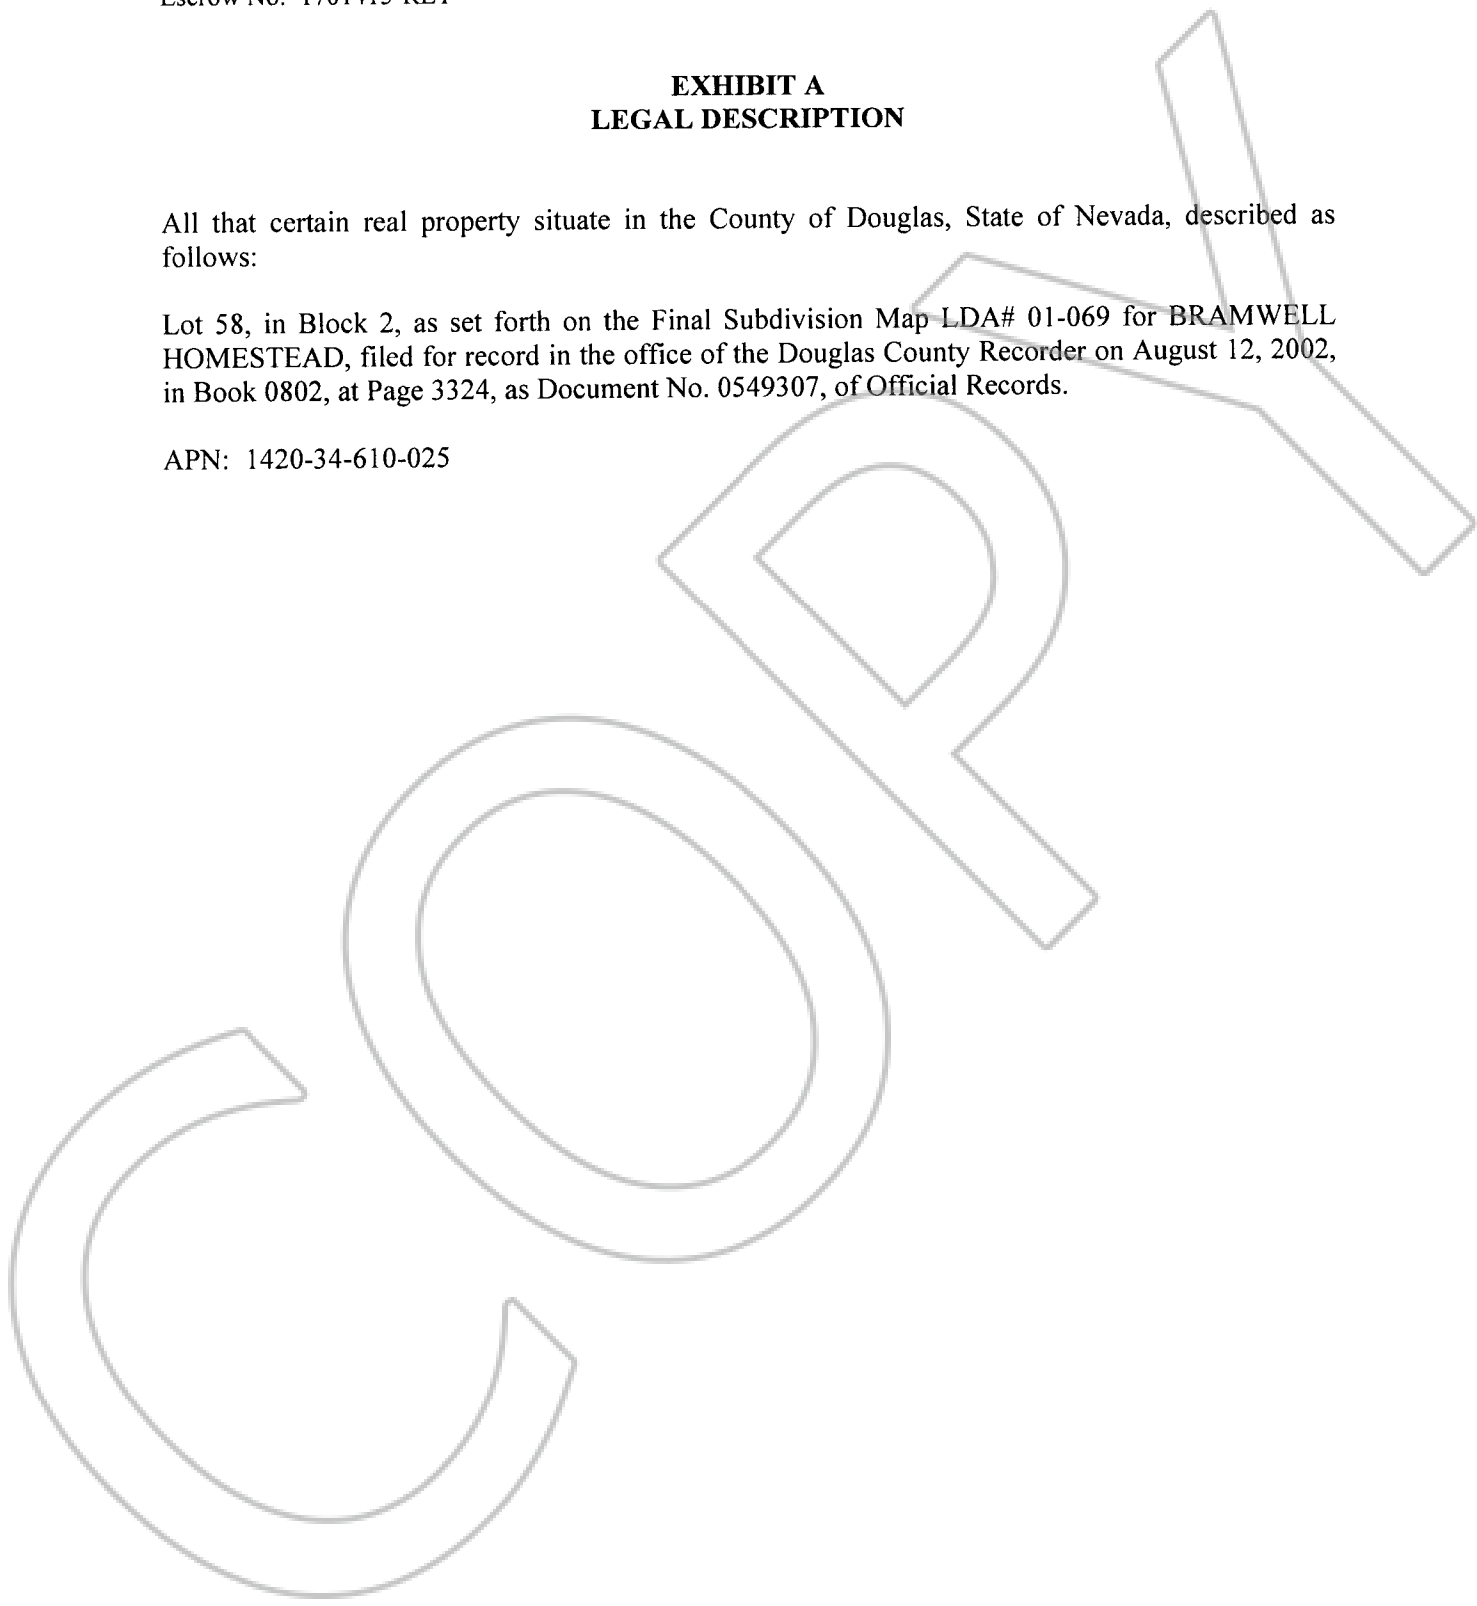 Escrow No.
EXHIBIT A
LEGAL DESCRIPTION
All that certain real property situate in the County of Douglas, State of Nevada, described as
follows:
Lot 58, in Block 2, as set forth on the Final Subdivision Map LDA# 01-069 for BRAMWELL
HOMESTEAD, filed for record in the office of the Douglas County Recorder on August 12, 2002,
in Book 0802, at Page 3324, as Document No. 0549307, of Official Records.
APN: 1420-34-610-025
COPY